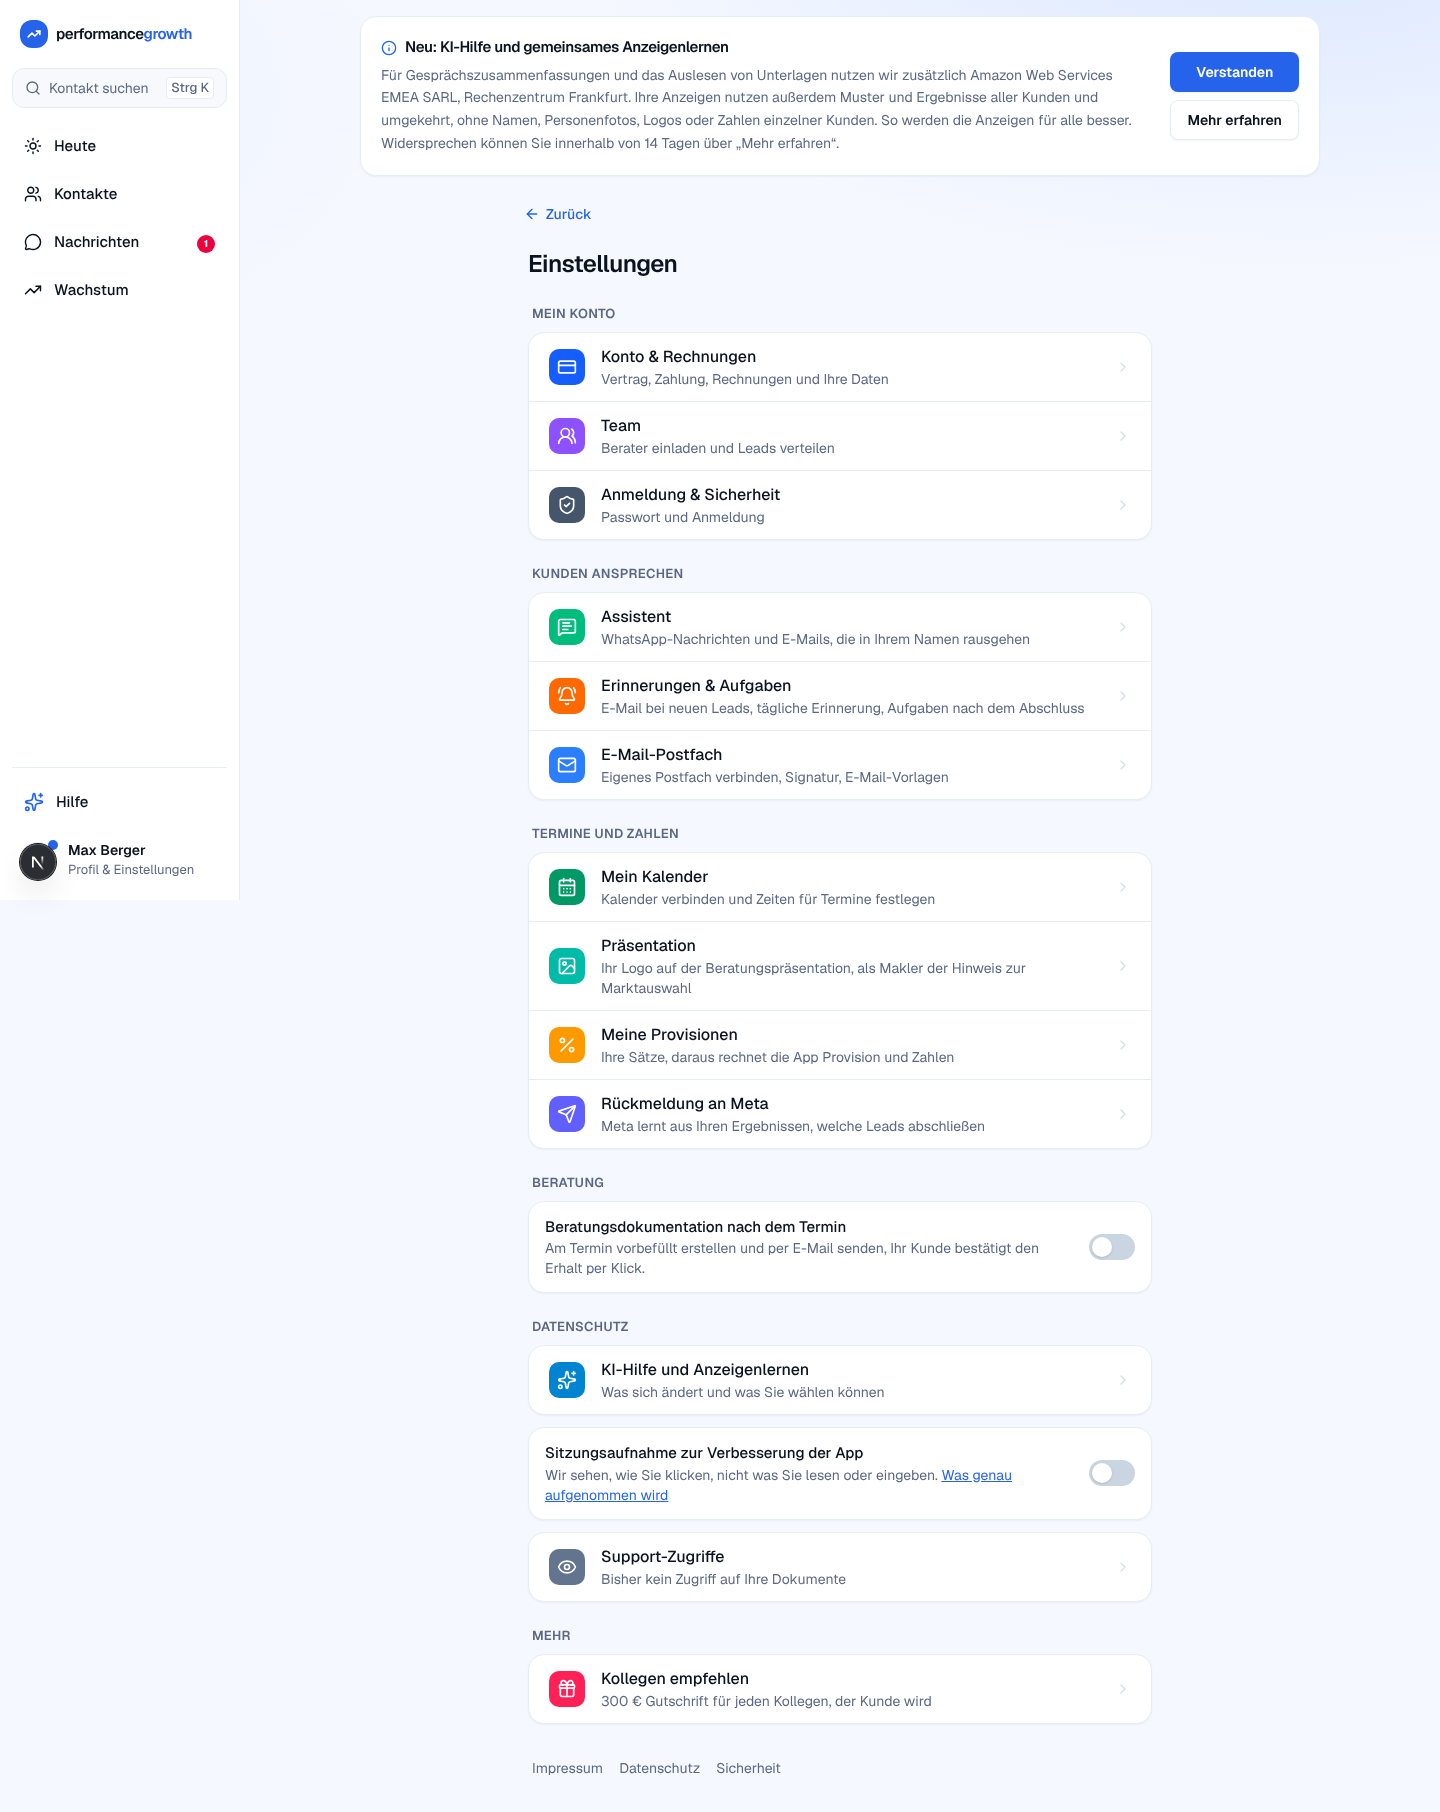 performancegrowth
Kontakt suchen Strg K
Heute
Kontakte
Nachrichten 1
Wachstum
Hilfe
Max Berger
Profil & Einstellungen
Neu: KI-Hilfe und gemeinsames Anzeigenlernen
Für Gesprächszusammenfassungen und das Auslesen von Unterlagen nutzen wir zusätzlich Amazon Web Services
EMEA SARL, Rechenzentrum Frankfurt. Ihre Anzeigen nutzen außerdem Muster und Ergebnisse aller Kunden und
umgekehrt, ohne Namen, Personenfotos, Logos oder Zahlen einzelner Kunden. So werden die Anzeigen für alle besser.
Widersprechen können Sie innerhalb von 14 Tagen über „Mehr erfahren“.
Verstanden
Mehr erfahren
Zurück
Einstellungen
MEIN KONTO
Konto & Rechnungen
Vertrag, Zahlung, Rechnungen und Ihre Daten
Team
Berater einladen und Leads verteilen
Anmeldung & Sicherheit
Passwort und Anmeldung
KUNDEN ANSPRECHEN
Assistent
WhatsApp-Nachrichten und E-Mails, die in Ihrem Namen rausgehen
Erinnerungen & Aufgaben
E-Mail bei neuen Leads, tägliche Erinnerung, Aufgaben nach dem Abschluss
E-Mail-Postfach
Eigenes Postfach verbinden, Signatur, E-Mail-Vorlagen
TERMINE UND ZAHLEN
Mein Kalender
Kalender verbinden und Zeiten für Termine festlegen
Präsentation
Ihr Logo auf der Beratungspräsentation, als Makler der Hinweis zur
Marktauswahl
Meine Provisionen
Ihre Sätze, daraus rechnet die App Provision und Zahlen
Rückmeldung an Meta
Meta lernt aus Ihren Ergebnissen, welche Leads abschließen
BERATUNG
Beratungsdokumentation nach dem Termin
Am Termin vorbefüllt erstellen und per E-Mail senden, Ihr Kunde bestätigt den
Erhalt per Klick.
DATENSCHUTZ
KI-Hilfe und Anzeigenlernen
Was sich ändert und was Sie wählen können
Sitzungsaufnahme zur Verbesserung der App
Wir sehen, wie Sie klicken, nicht was Sie lesen oder eingeben. Was genau
aufgenommen wird
Support-Zugriffe
Bisher kein Zugriff auf Ihre Dokumente
MEHR
Kollegen empfehlen
300 € Gutschrift für jeden Kollegen, der Kunde wird
Impressum Datenschutz Sicherheit